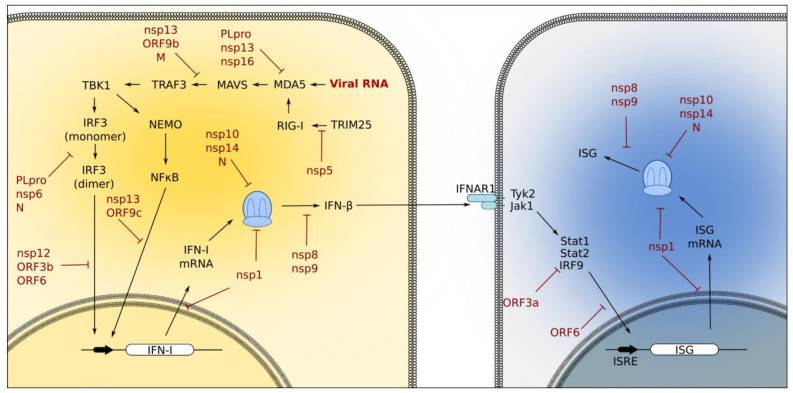 nsp13
ORF9b
M
PLpro
nsp13
nsp16
TBK1
TRAF3
MAVS
MDA5
Viral RNA
IRF3
(monomer)
NEMO
RIG-I
TRIM25
nsp10
nsp14
N
nsp5
IRF3
(dimer)
NFκB
PLpro
nsp6
N
nsp13
ORF9c
IFN-β
nsp12
ORF3b
ORF6
IFN-I
mRNA
nsp8
nsp9
nsp1
IFN-I
IFNAR1
Tyk2
Jak1
nsp8
nsp9
nsp10
nsp14
N
ISG
Stat1
Stat2
IRF9
nsp1
ISG
mRNA
ORF3a
ORF6
ISRE
ISG